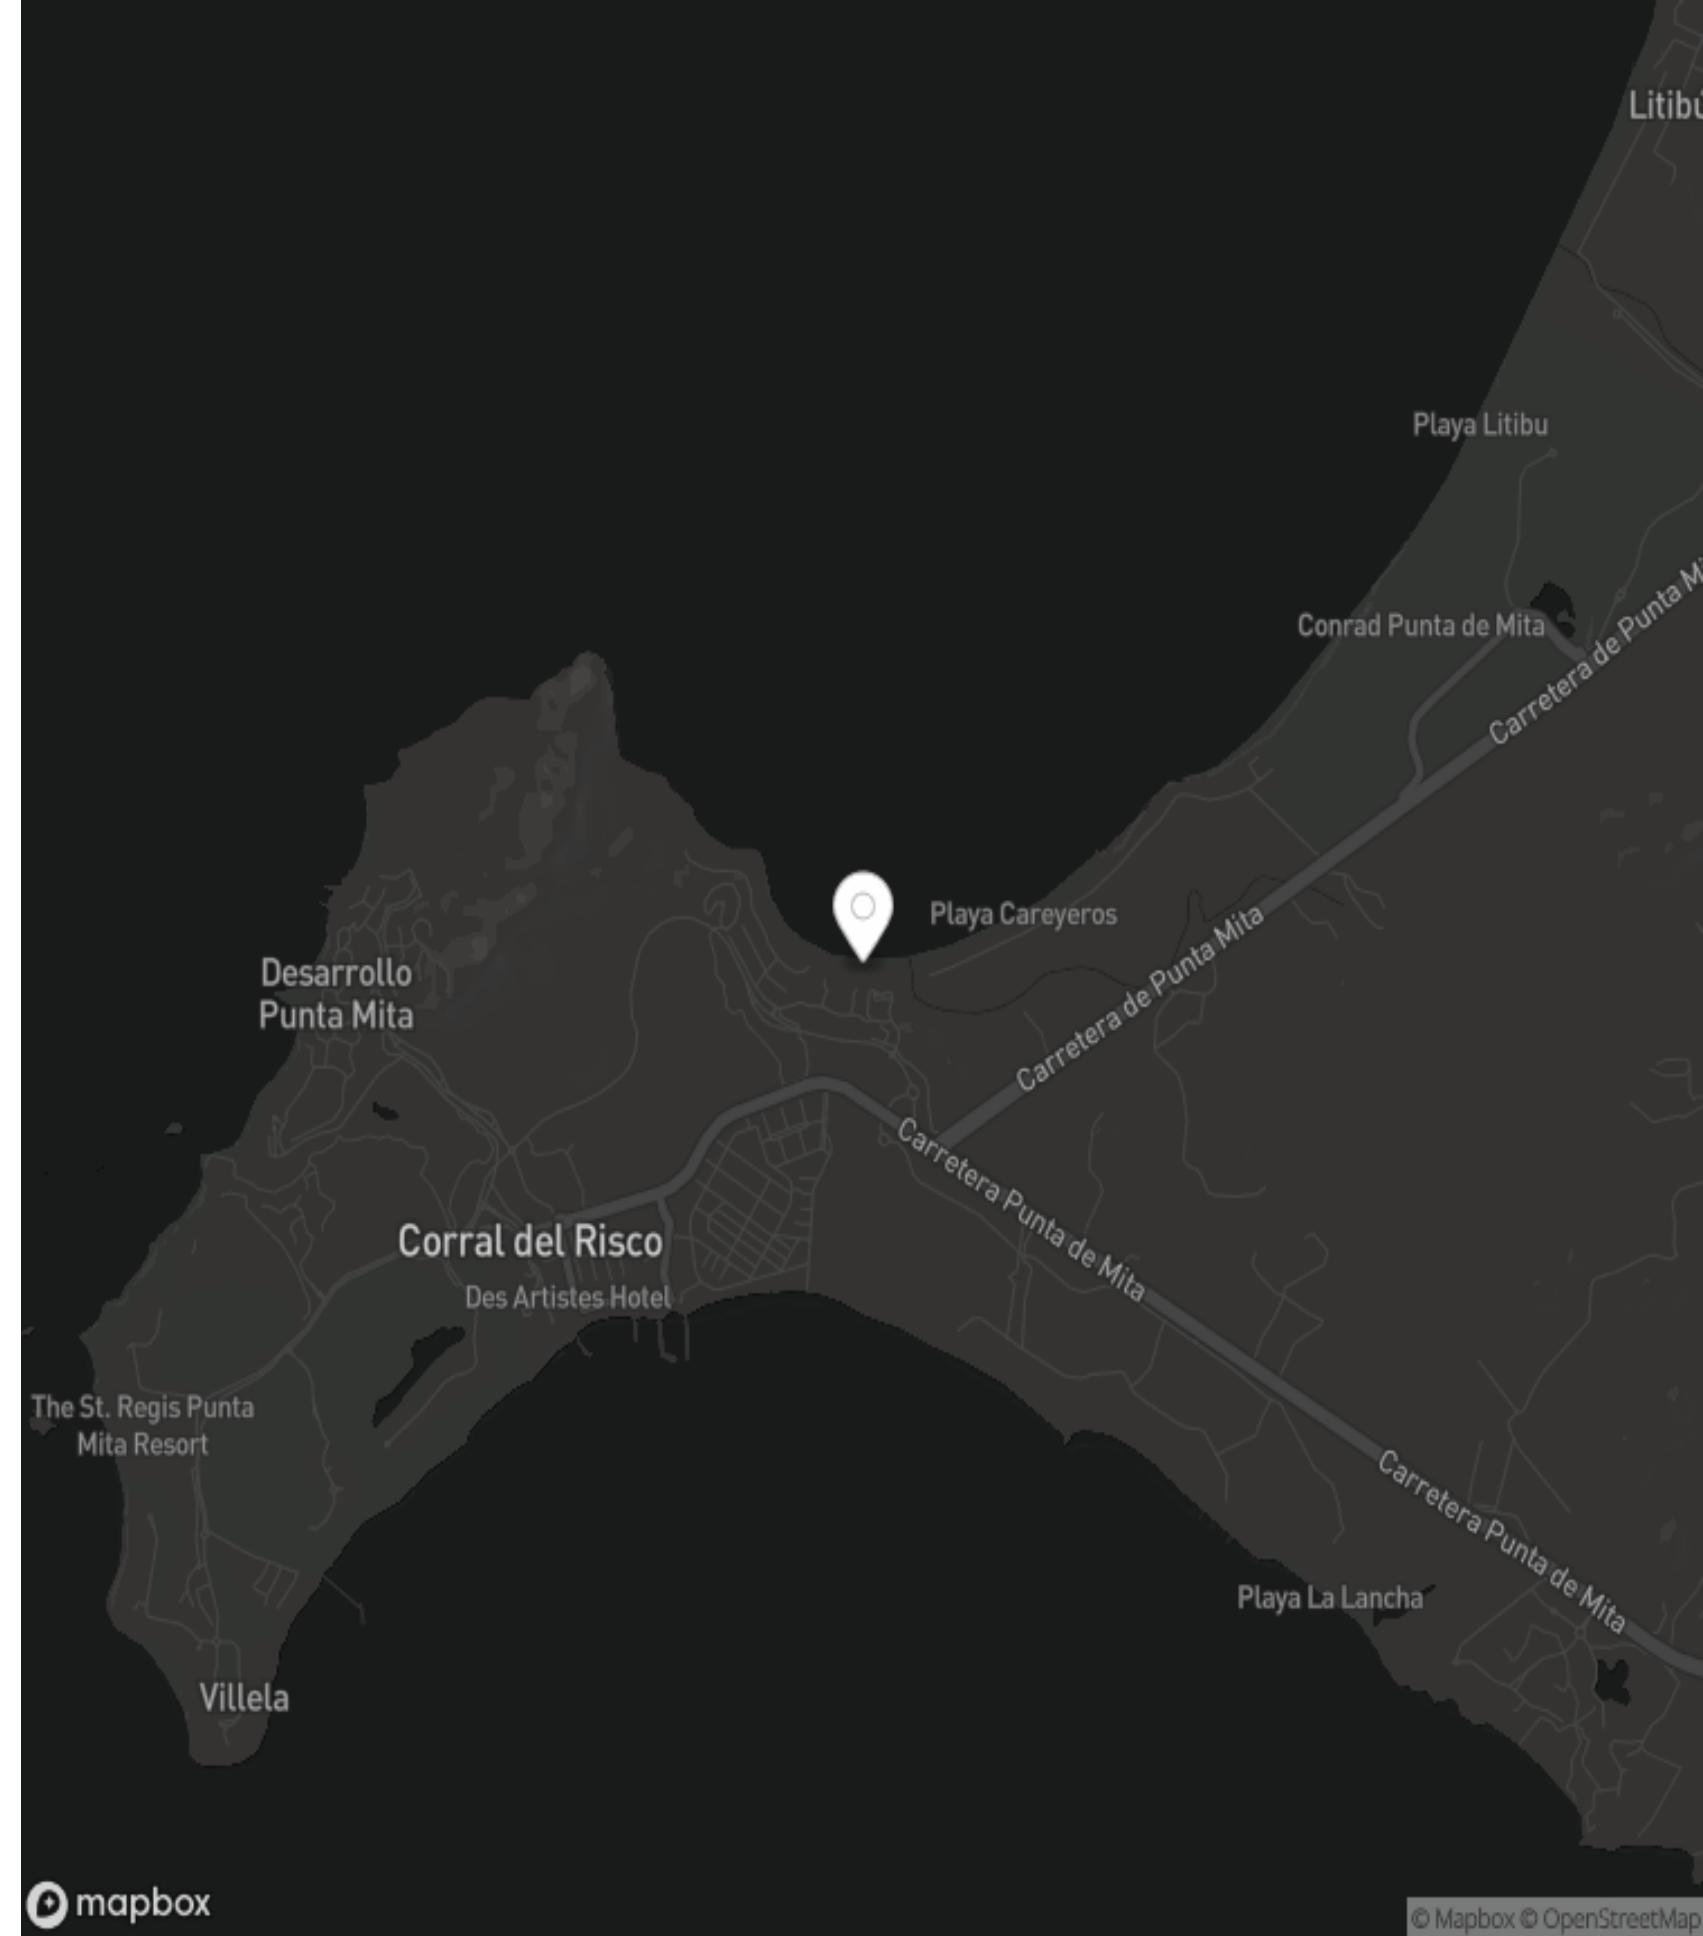 Litibú
Playa Litibu
Conrad Punta de Mita
Carretera de Punta Mi
Playa Careyeros
Carretera de Punta Mita
Desarrollo
Punta Mita
Carretera Punta de Mita
Corral del Risco
Des Artistes Hotel
The St. Regis Punta
Mita Resort
Carretera Punta de Mita
Playa La Lancha
Villela
mapbox
© Mapbox © OpenStreetMap